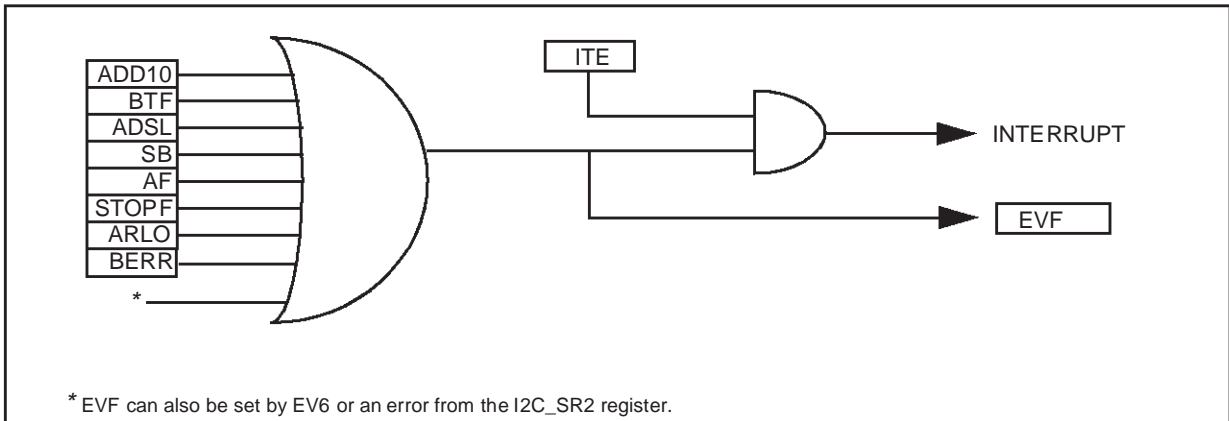 ITE
ADD10
BTF
ADSL
SB
AF
STOPF
ARLO
BERR
*
INTERRUPT
EVF
* EVF can also be set by EV6 or an error from the I2C_SR2 register.